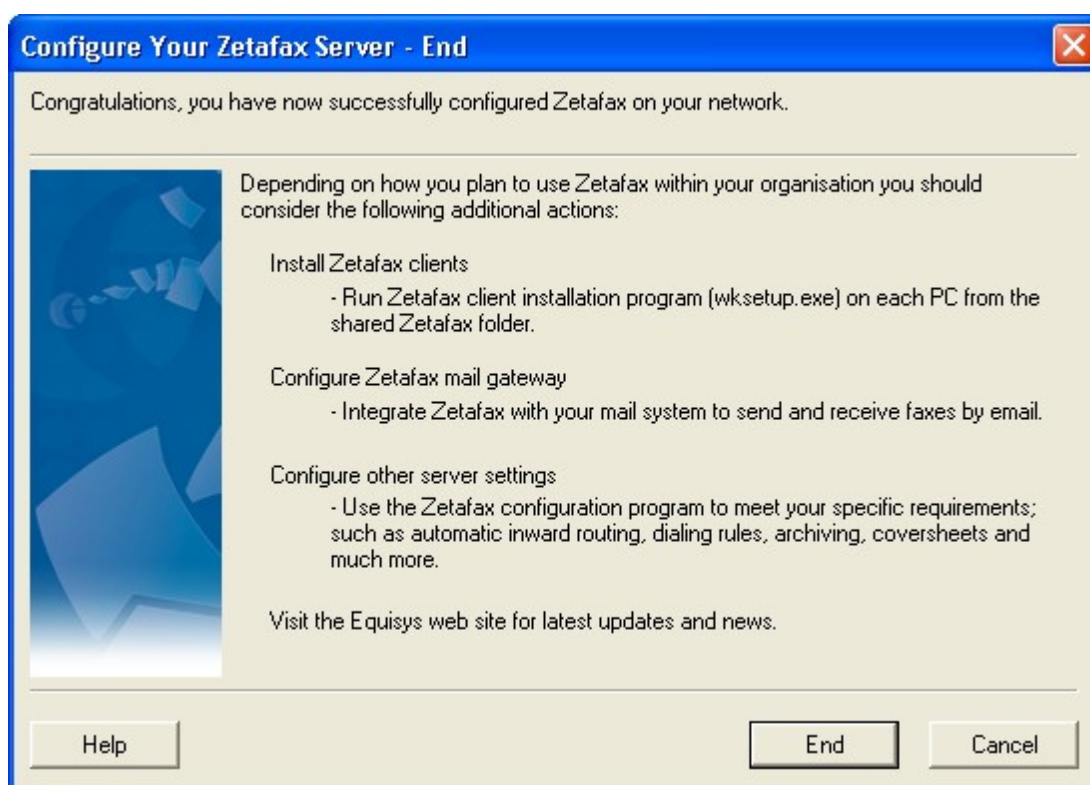 Configure Your Zetafax Server - End
Congratulations, you have now successfully configured Zetafax on your network.
Depending on how you plan to use Zetafax within your organisation you should
consider the following additional actions:
Install Zetafax clients
- Run Zetafax client installation program (wksetup.exe) on each PC from the
shared Zetafax folder.
Configure Zetafax mail gateway
- Integrate Zetafax with your mail system to send and receive faxes by email.
Configure other server settings
- Use the Zetafax configuration program to meet your specific requirements;
such as automatic inward routing, dialing rules, archiving, coversheets and
much more.
Visit the Equisys web site for latest updates and news.
Help
End
Cancel